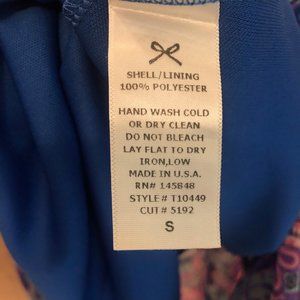 SHELL/LINING
100% POLYESTER
HAND WASH COLD
OR DRY CLEAN
DO NOT BLEACH
LAY FLAT TO DRY
IRON,LOW
MADE IN U.S.A.
RN# 145848
STYLE # T10449
CUT # 5192
S